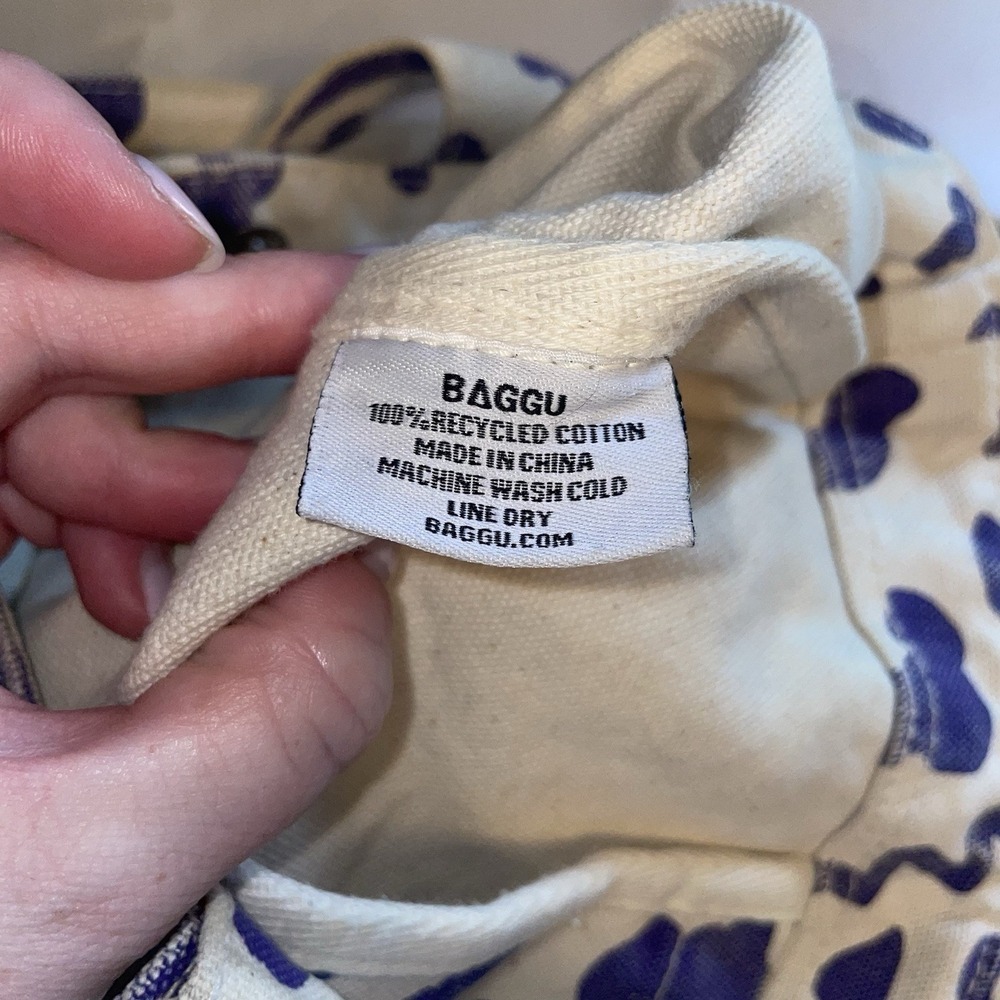 BAGGU
100%RECYCLED COTTON
MADE IN CHINA
MACHINE WASH COLD
LINE DRY
BAGGU.COM